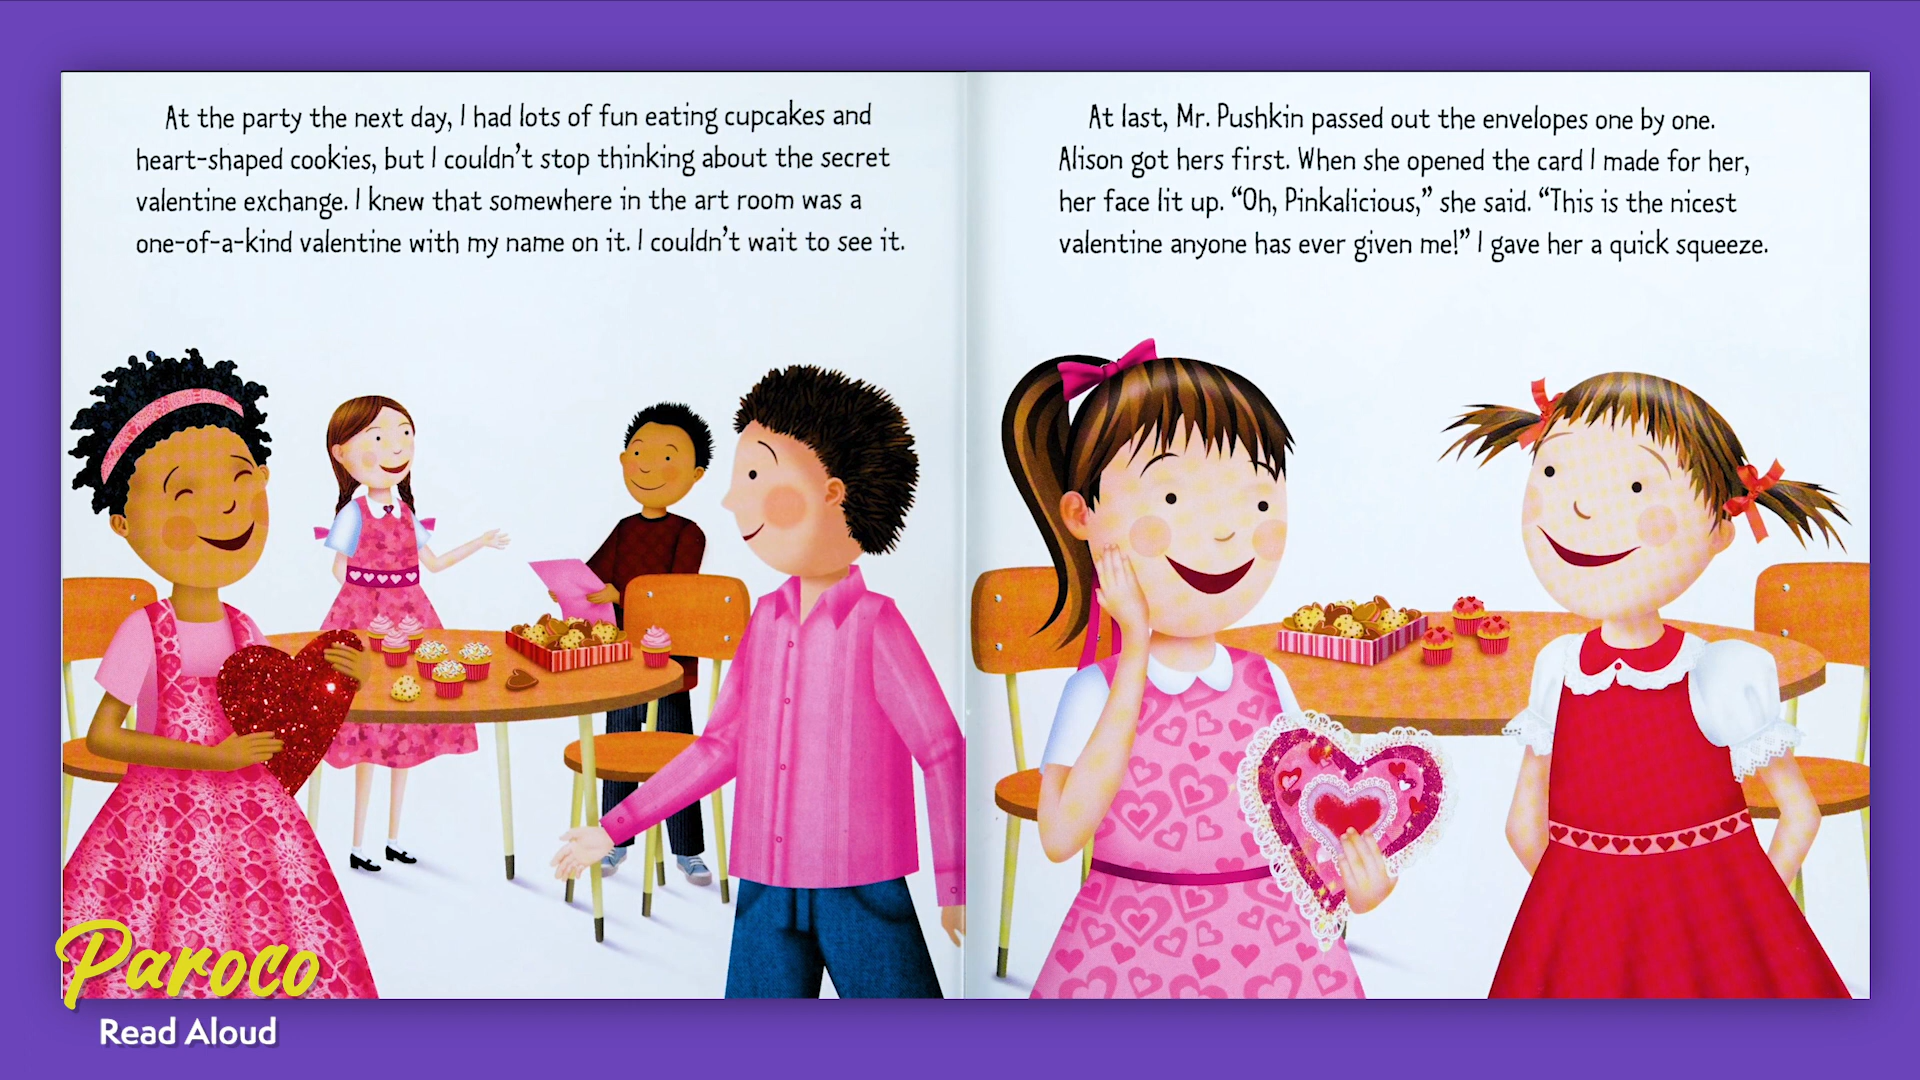 At the party the next day, I had lots of fun eating cupcakes and
heart-shaped cookies, but I couldn't stop thinking about the secret
valentine exchange. I knew that somewhere in the art room was a
one-of-a-kind valentine with my name on it. I couldn't wait to see it.
At last, Mr. Pushkin passed out the envelopes one by one.
Alison got hers first. When she opened the card I made for her,
her face lit up. “Oh, Pinkalicious,” she said. “This is the nicest
valentine anyone has ever given me!” I gave her a quick squeeze.
Paroco
Read Aloud